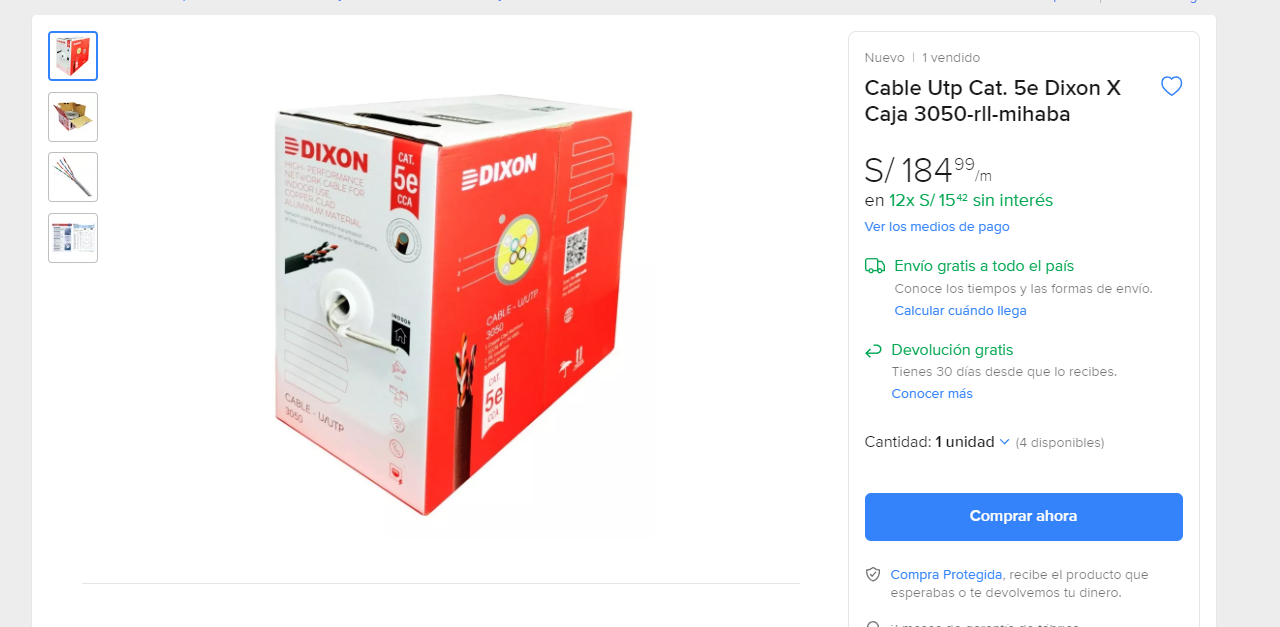 DIXON
HIGH- PERFORMANCE
NETWORK CABLE FOR
INDOOR USE,
COPPER-CLAD
ALUMINUM MATERIAL
CAT.
5e
CCA
INDOOR
CABLE - U/UTP
3050
DIXON
CABLE - U/UTP
3050
CAT.
5e
CCA
Nuevo | 1 vendido
Cable Utp Cat. 5e Dixon X
Caja 3050-rll-mihaba
S/ 184 99/m
en 12x S/ 15 42 sin interés
Ver los medios de pago
Envío gratis a todo el país
Conoce los tiempos y las formas de envío.
Calcular cuándo llega
Devolución gratis
Tienes 30 días desde que lo recibes.
Conocer más
Cantidad: 1 unidad (4 disponibles)
Comprar ahora
Compra Protegida, recibe el producto que
esperabas o te devolvemos tu dinero.